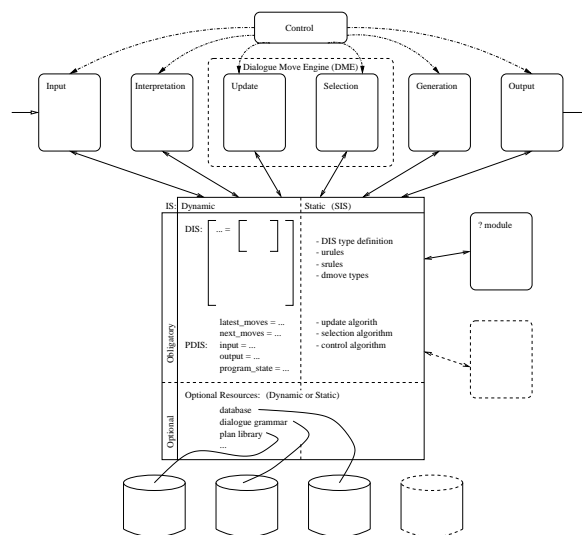 Control
Dialogue Move Engine (DME)
Input
Interpretation
Update
Selection
Generation
Output
IS: Dynamic
Static (SIS)
DIS:
... =
- DIS type definition
- urules
- srules
- dmove types
? module
Obligatory
latest_moves = ...
- update algorith
next_moves = ...
- selection algorithm
PDIS:
input = ...
- control algorithm
output = ...
program_state = ...
Optional
Optional Resources: (Dynamic or Static)
database
dialogue grammar
plan library
...